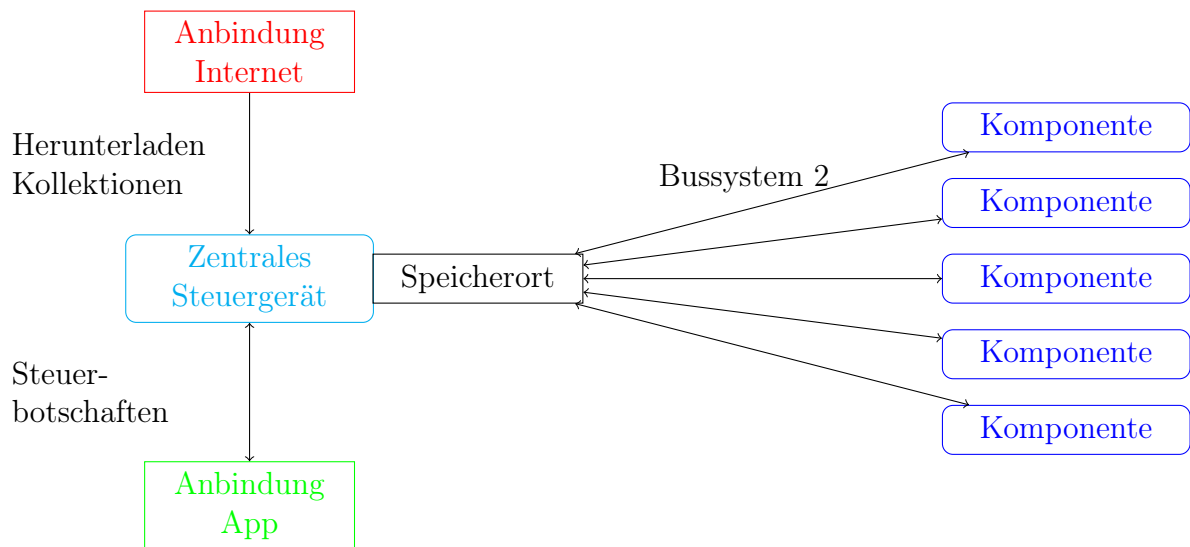 Anbindung
Internet
Herunterladen
Kollektionen
Zentrales
Steuergerät
Speicherort
Bussystem 2
Komponente
Komponente
Komponente
Komponente
Komponente
Steuer-
botschaften
Anbindung
App